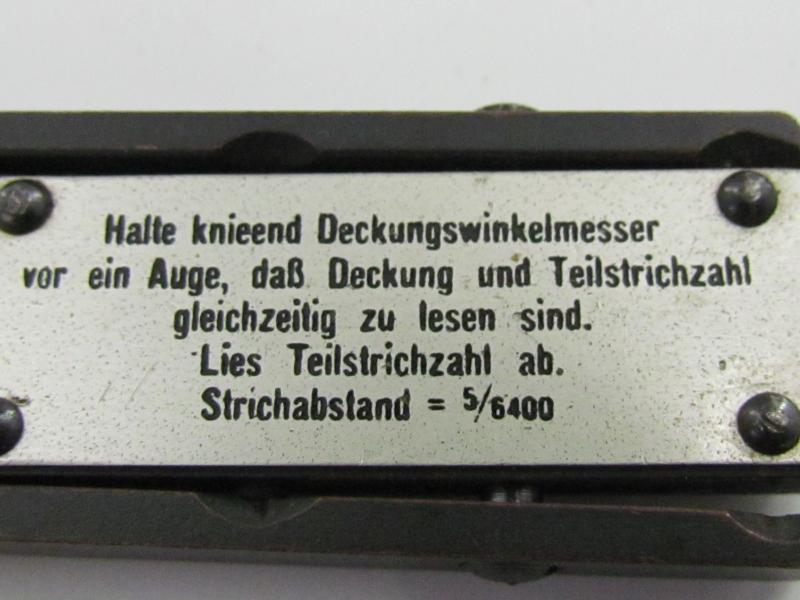 Halte knieend Deckungswinkelmesser
vor ein Auge, daß Deckung und Teilstrichzahl
gleichzeitig zu lesen sind.
Lies Teilstrichzahl ab.
Strichabstand = 5/6400